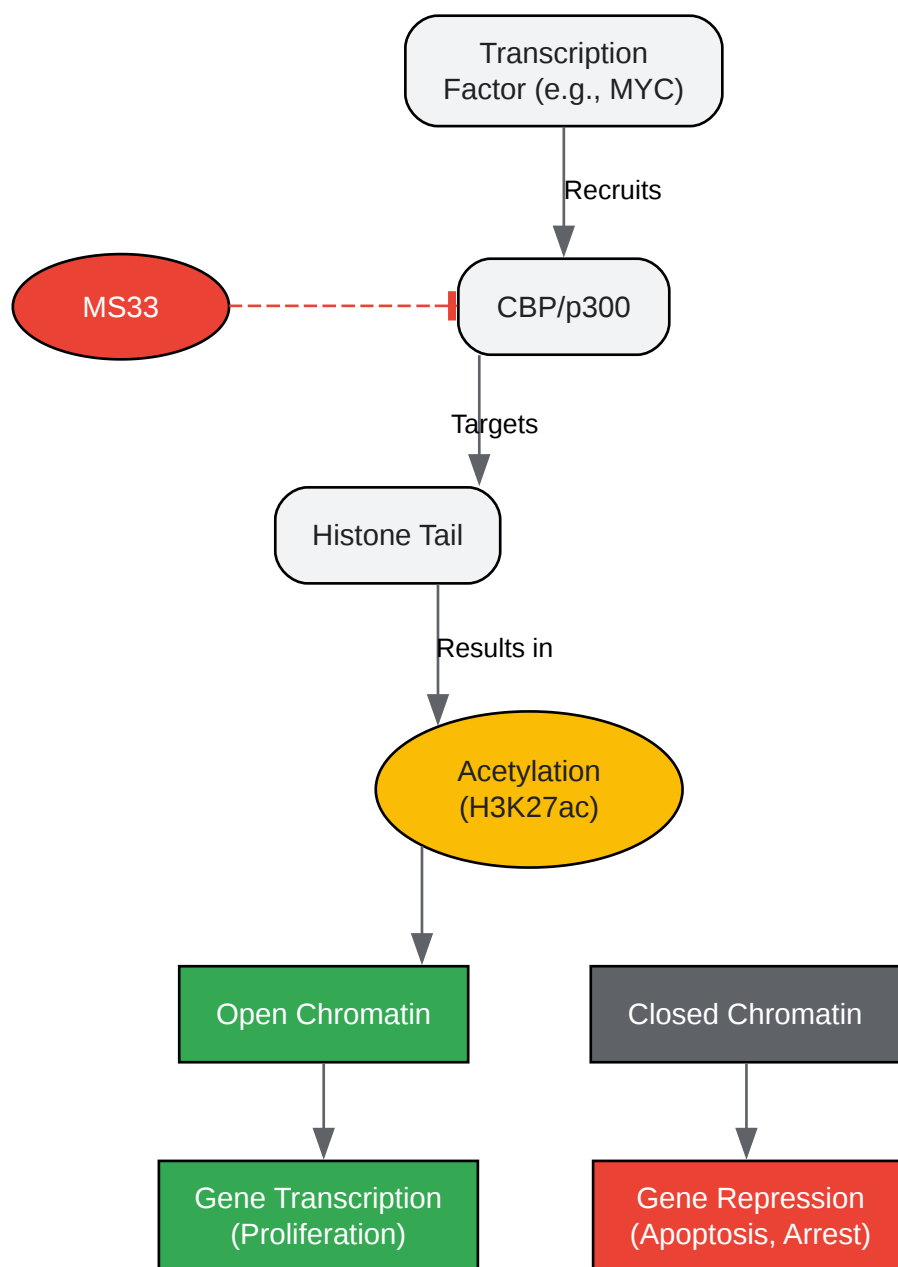 Transcription
Factor (e.g., MYC)
Recruits
MS33
CBP/p300
Targets
Histone Tail
Results in
Acetylation
(H3K27ac)
Open Chromatin
Closed Chromatin
Gene Transcription
(Proliferation)
Gene Repression
(Apoptosis, Arrest)